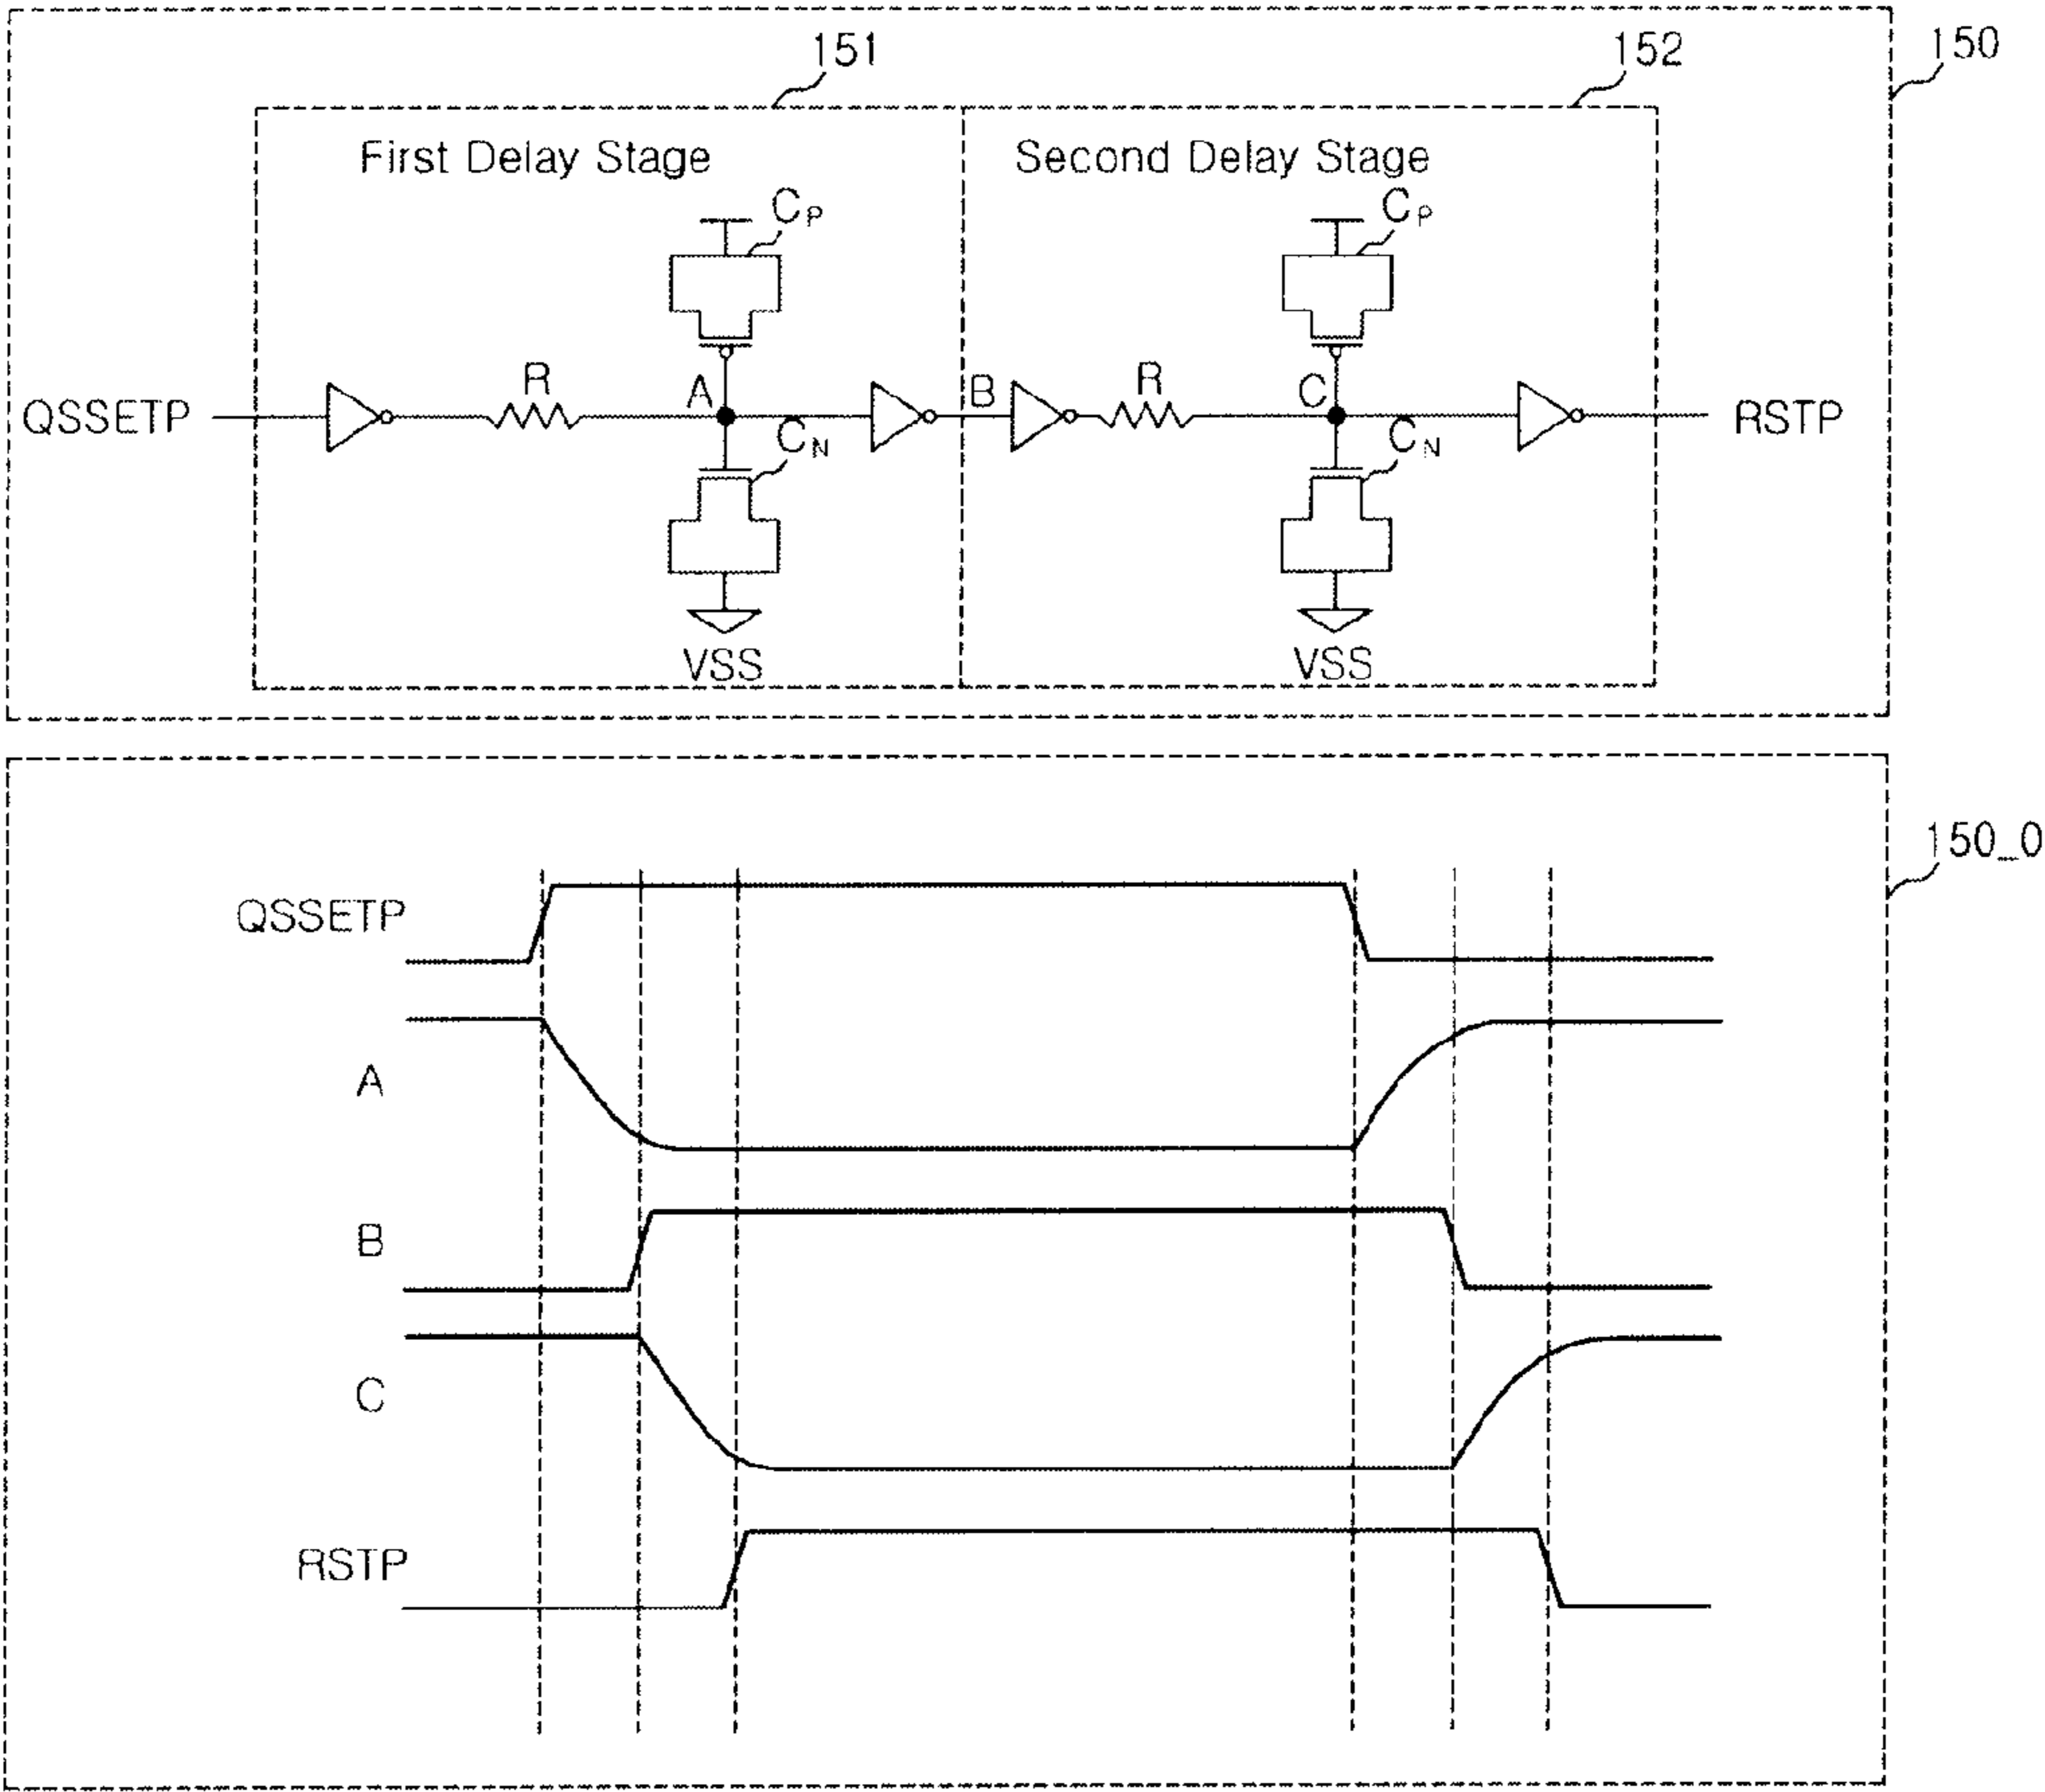 151
152
150
First Delay Stage
Second Delay Stage
CP
CP
QSSETP
R
A
B
R
C
RSTP
CN
CN
VSS
VSS
150_0
QSSETP
A
B
C
RSTP